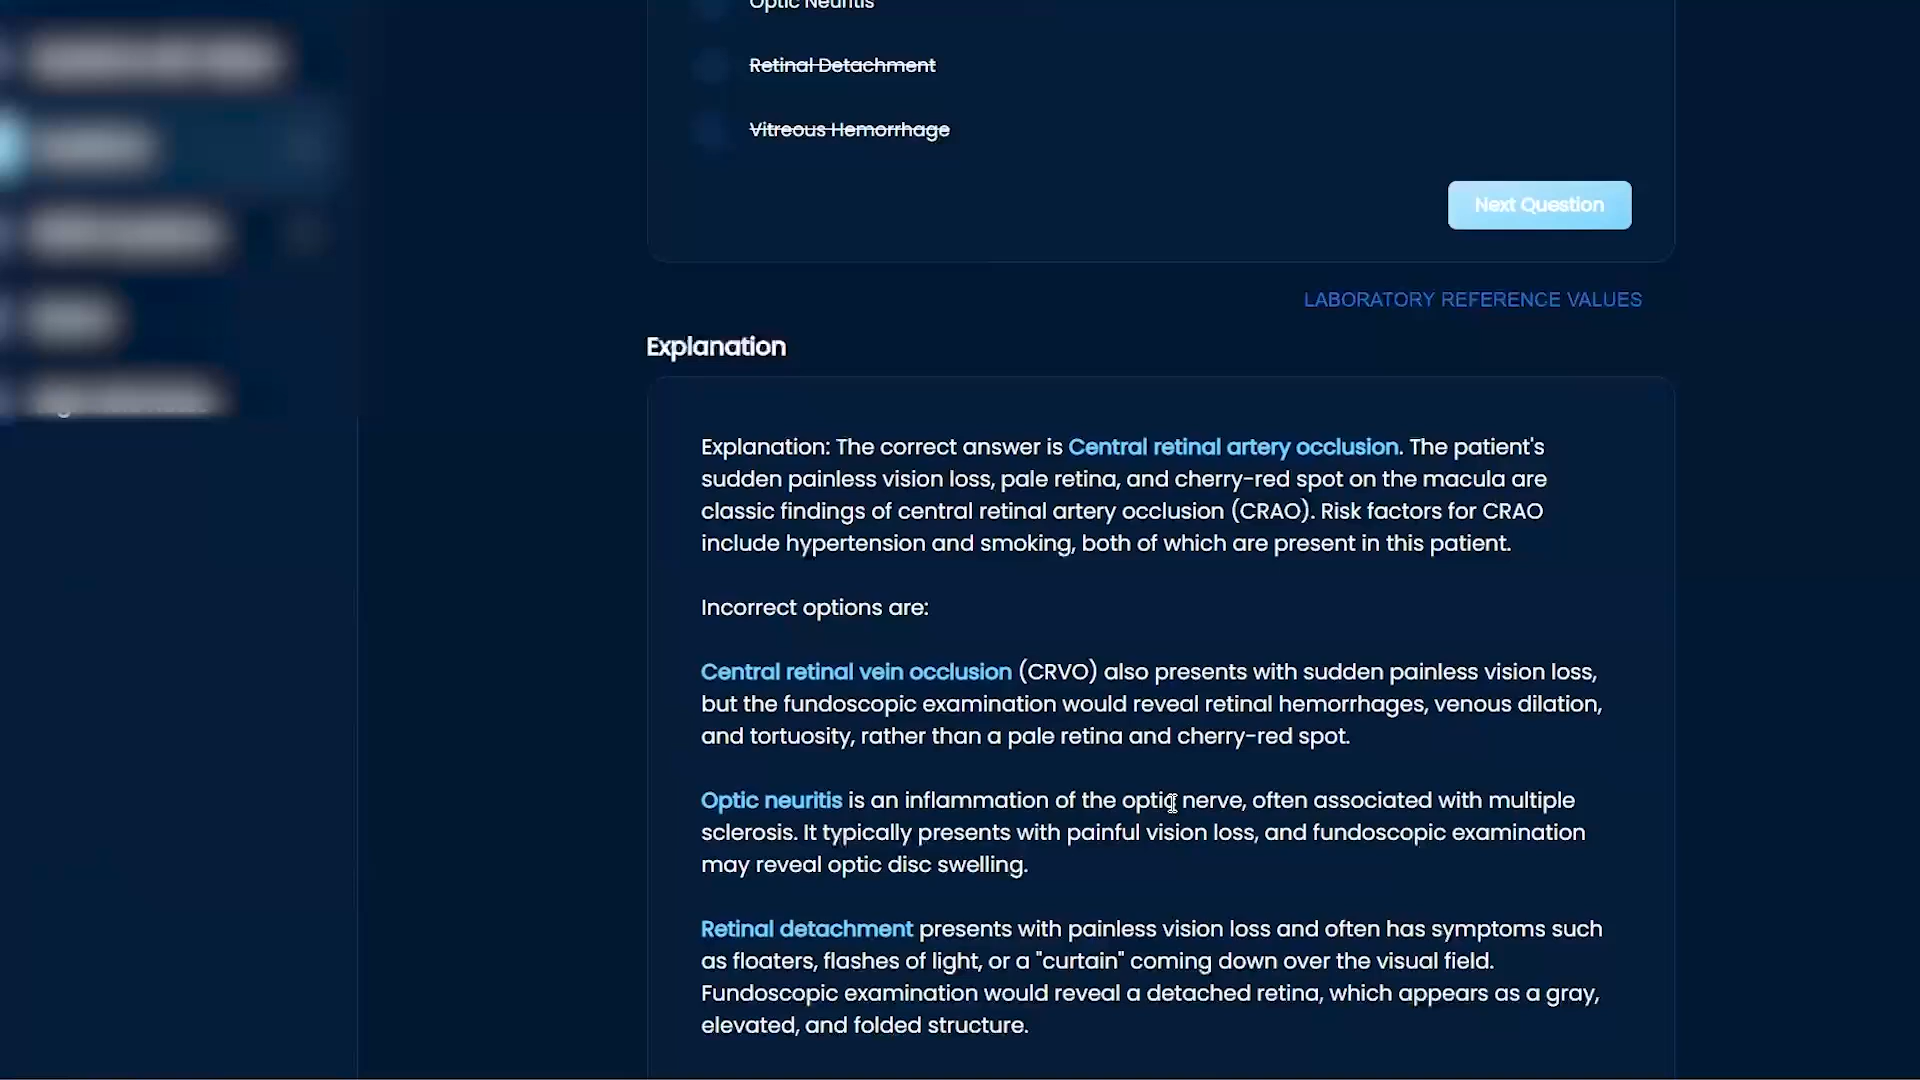 Optic Neuritis
Retinal Detachment
Vitreous Hemorrhage
Next Question
LABORATORY REFERENCE VALUES
Explanation
Explanation: The correct answer is Central retinal artery occlusion. The patient's
sudden painless vision loss, pale retina, and cherry-red spot on the macula are
classic findings of central retinal artery occlusion (CRAO). Risk factors for CRAO
include hypertension and smoking, both of which are present in this patient.
Incorrect options are:
Central retinal vein occlusion (CRVO) also presents with sudden painless vision loss,
but the fundoscopic examination would reveal retinal hemorrhages, venous dilation,
and tortuosity, rather than a pale retina and cherry-red spot.
Optic neuritis is an inflammation of the optic nerve, often associated with multiple
sclerosis. It typically presents with painful vision loss, and fundoscopic examination
may reveal optic disc swelling.
Retinal detachment presents with painless vision loss and often has symptoms such
as floaters, flashes of light, or a "curtain" coming down over the visual field.
Fundoscopic examination would reveal a detached retina, which appears as a gray,
elevated, and folded structure.